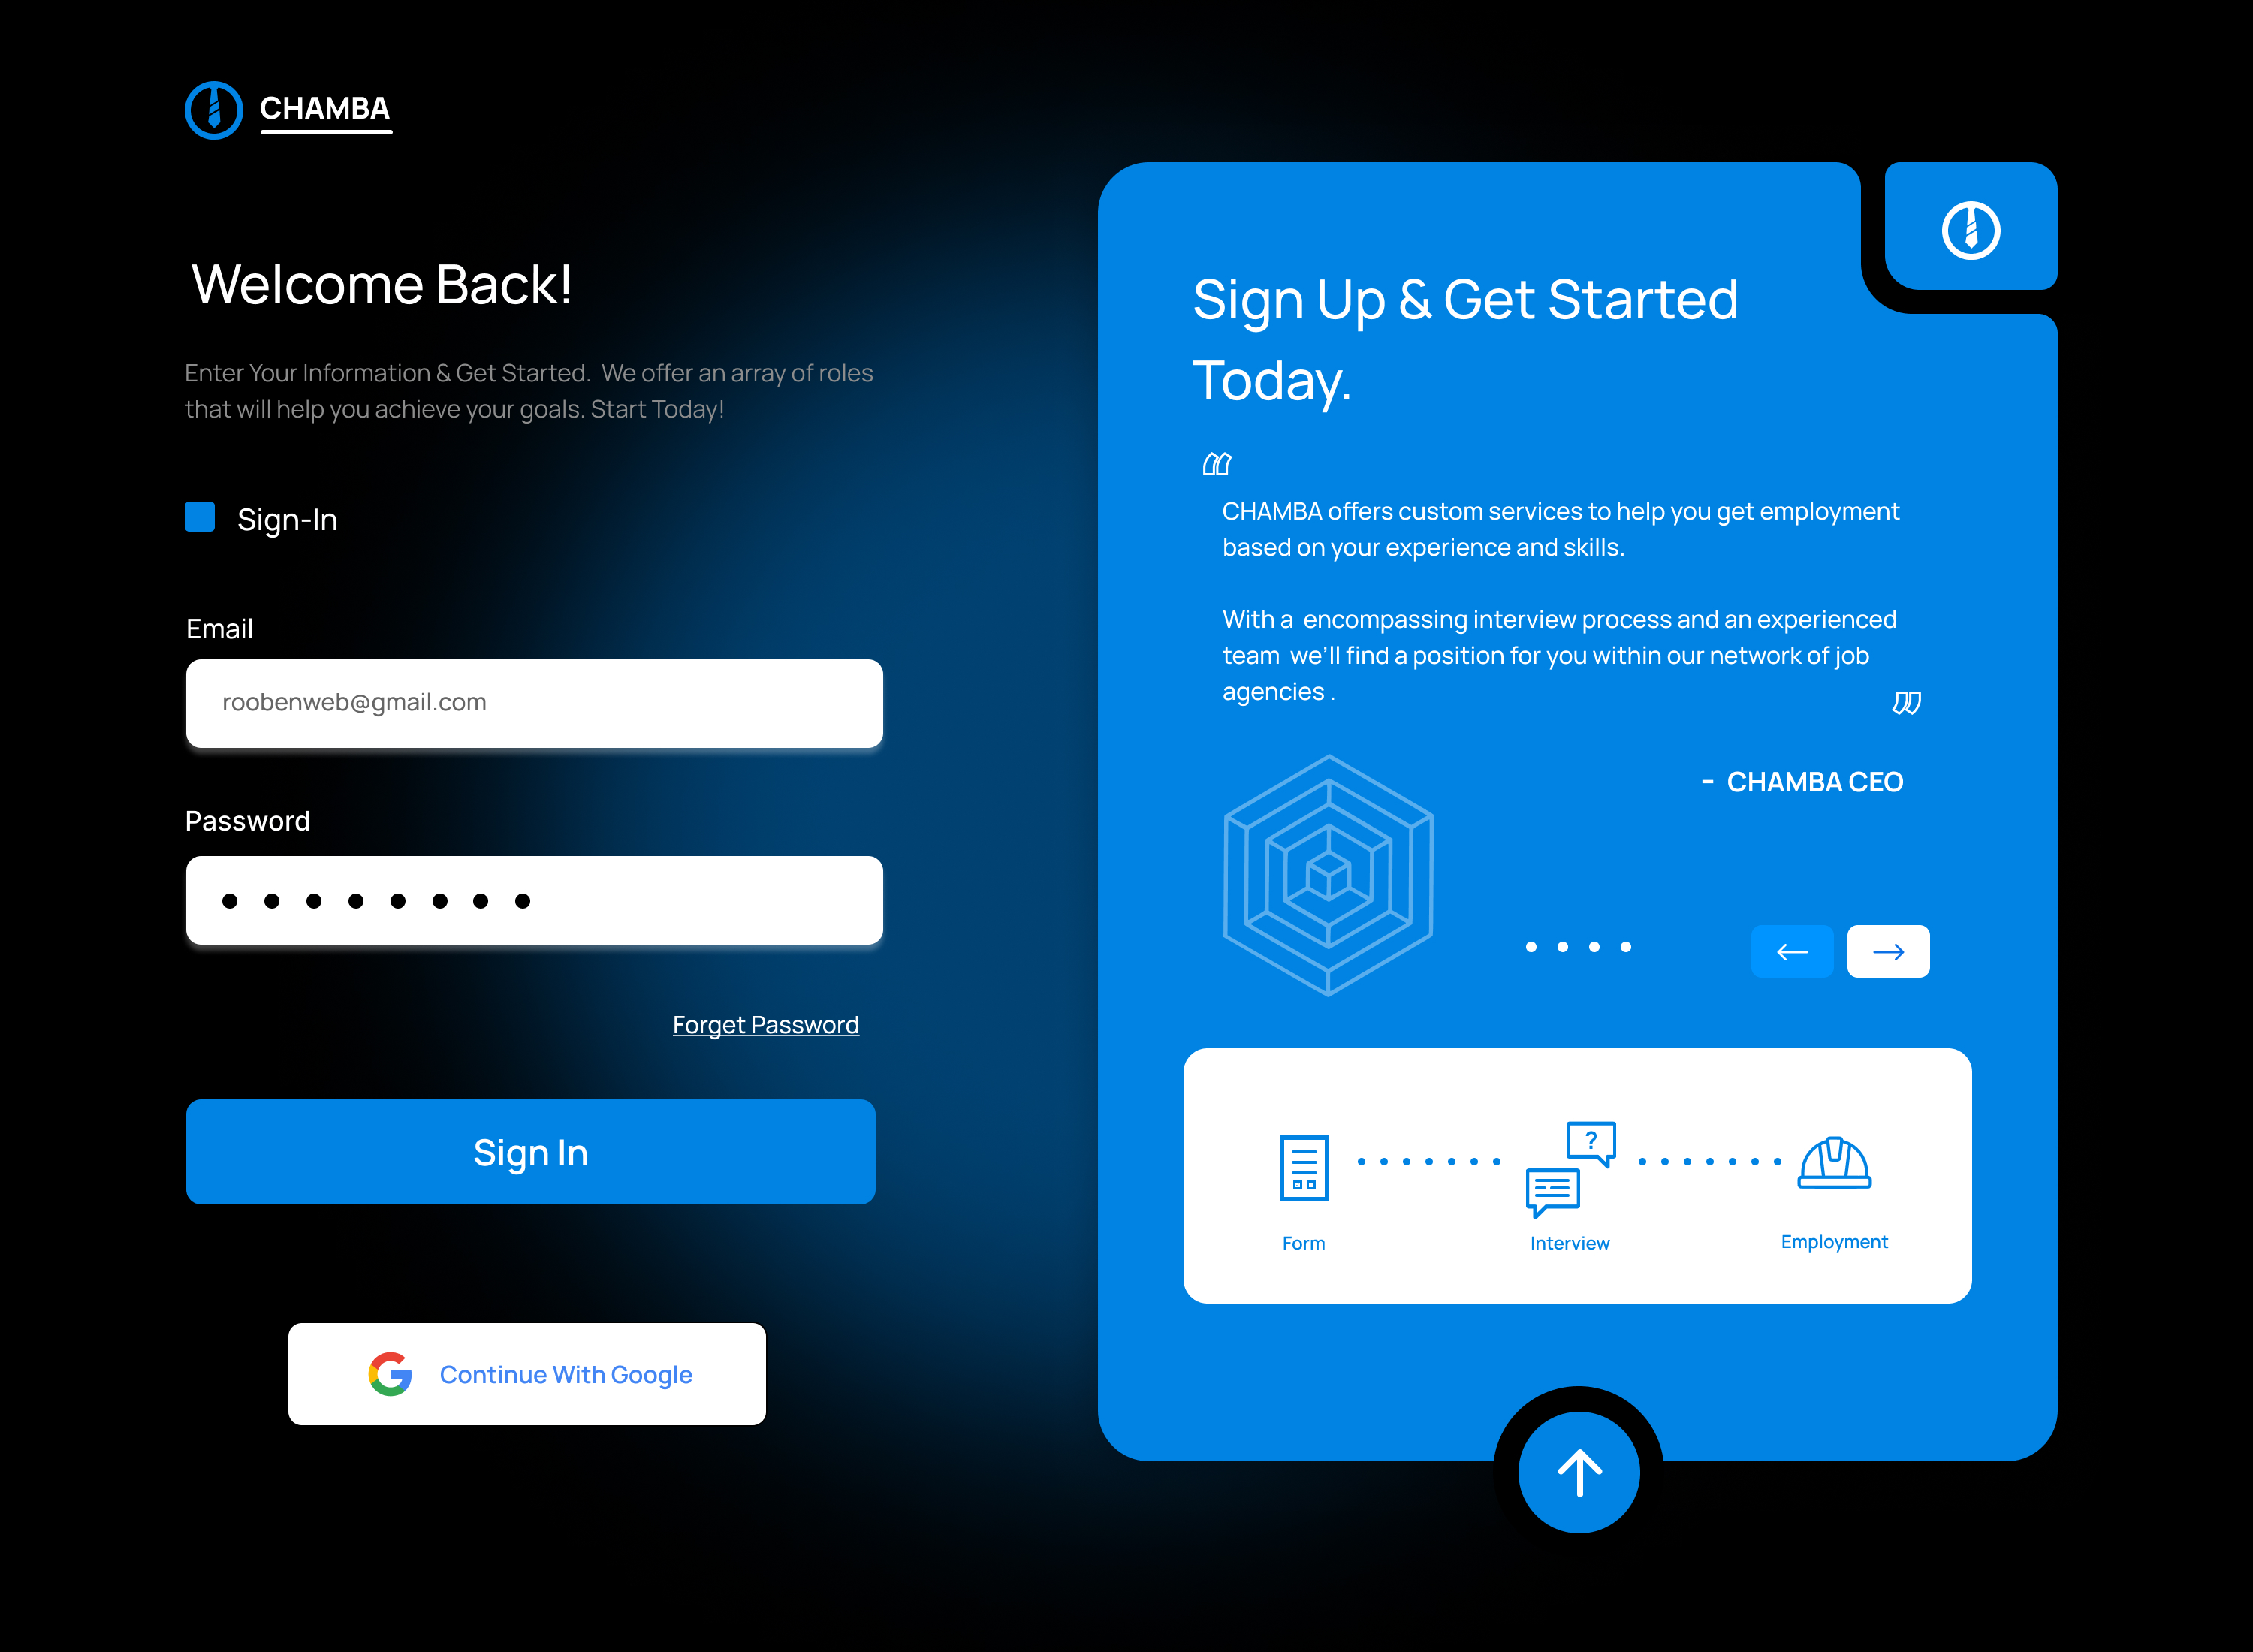 CHAMBA
Welcome Back!
Enter Your Information & Get Started.  We offer an array of roles
that will help you achieve your goals. Start Today!
Sign-In
Email
roobenweb@gmail.com
Password
Forget Password
Sign In
Continue With Google
Sign Up & Get Started
Today.
“
CHAMBA offers custom services to help you get employment
based on your experience and skills.
With a  encompassing interview process and an experienced
team  we’ll find a position for you within our network of job
agencies .
”
- CHAMBA CEO
?
Form
Interview
Employment